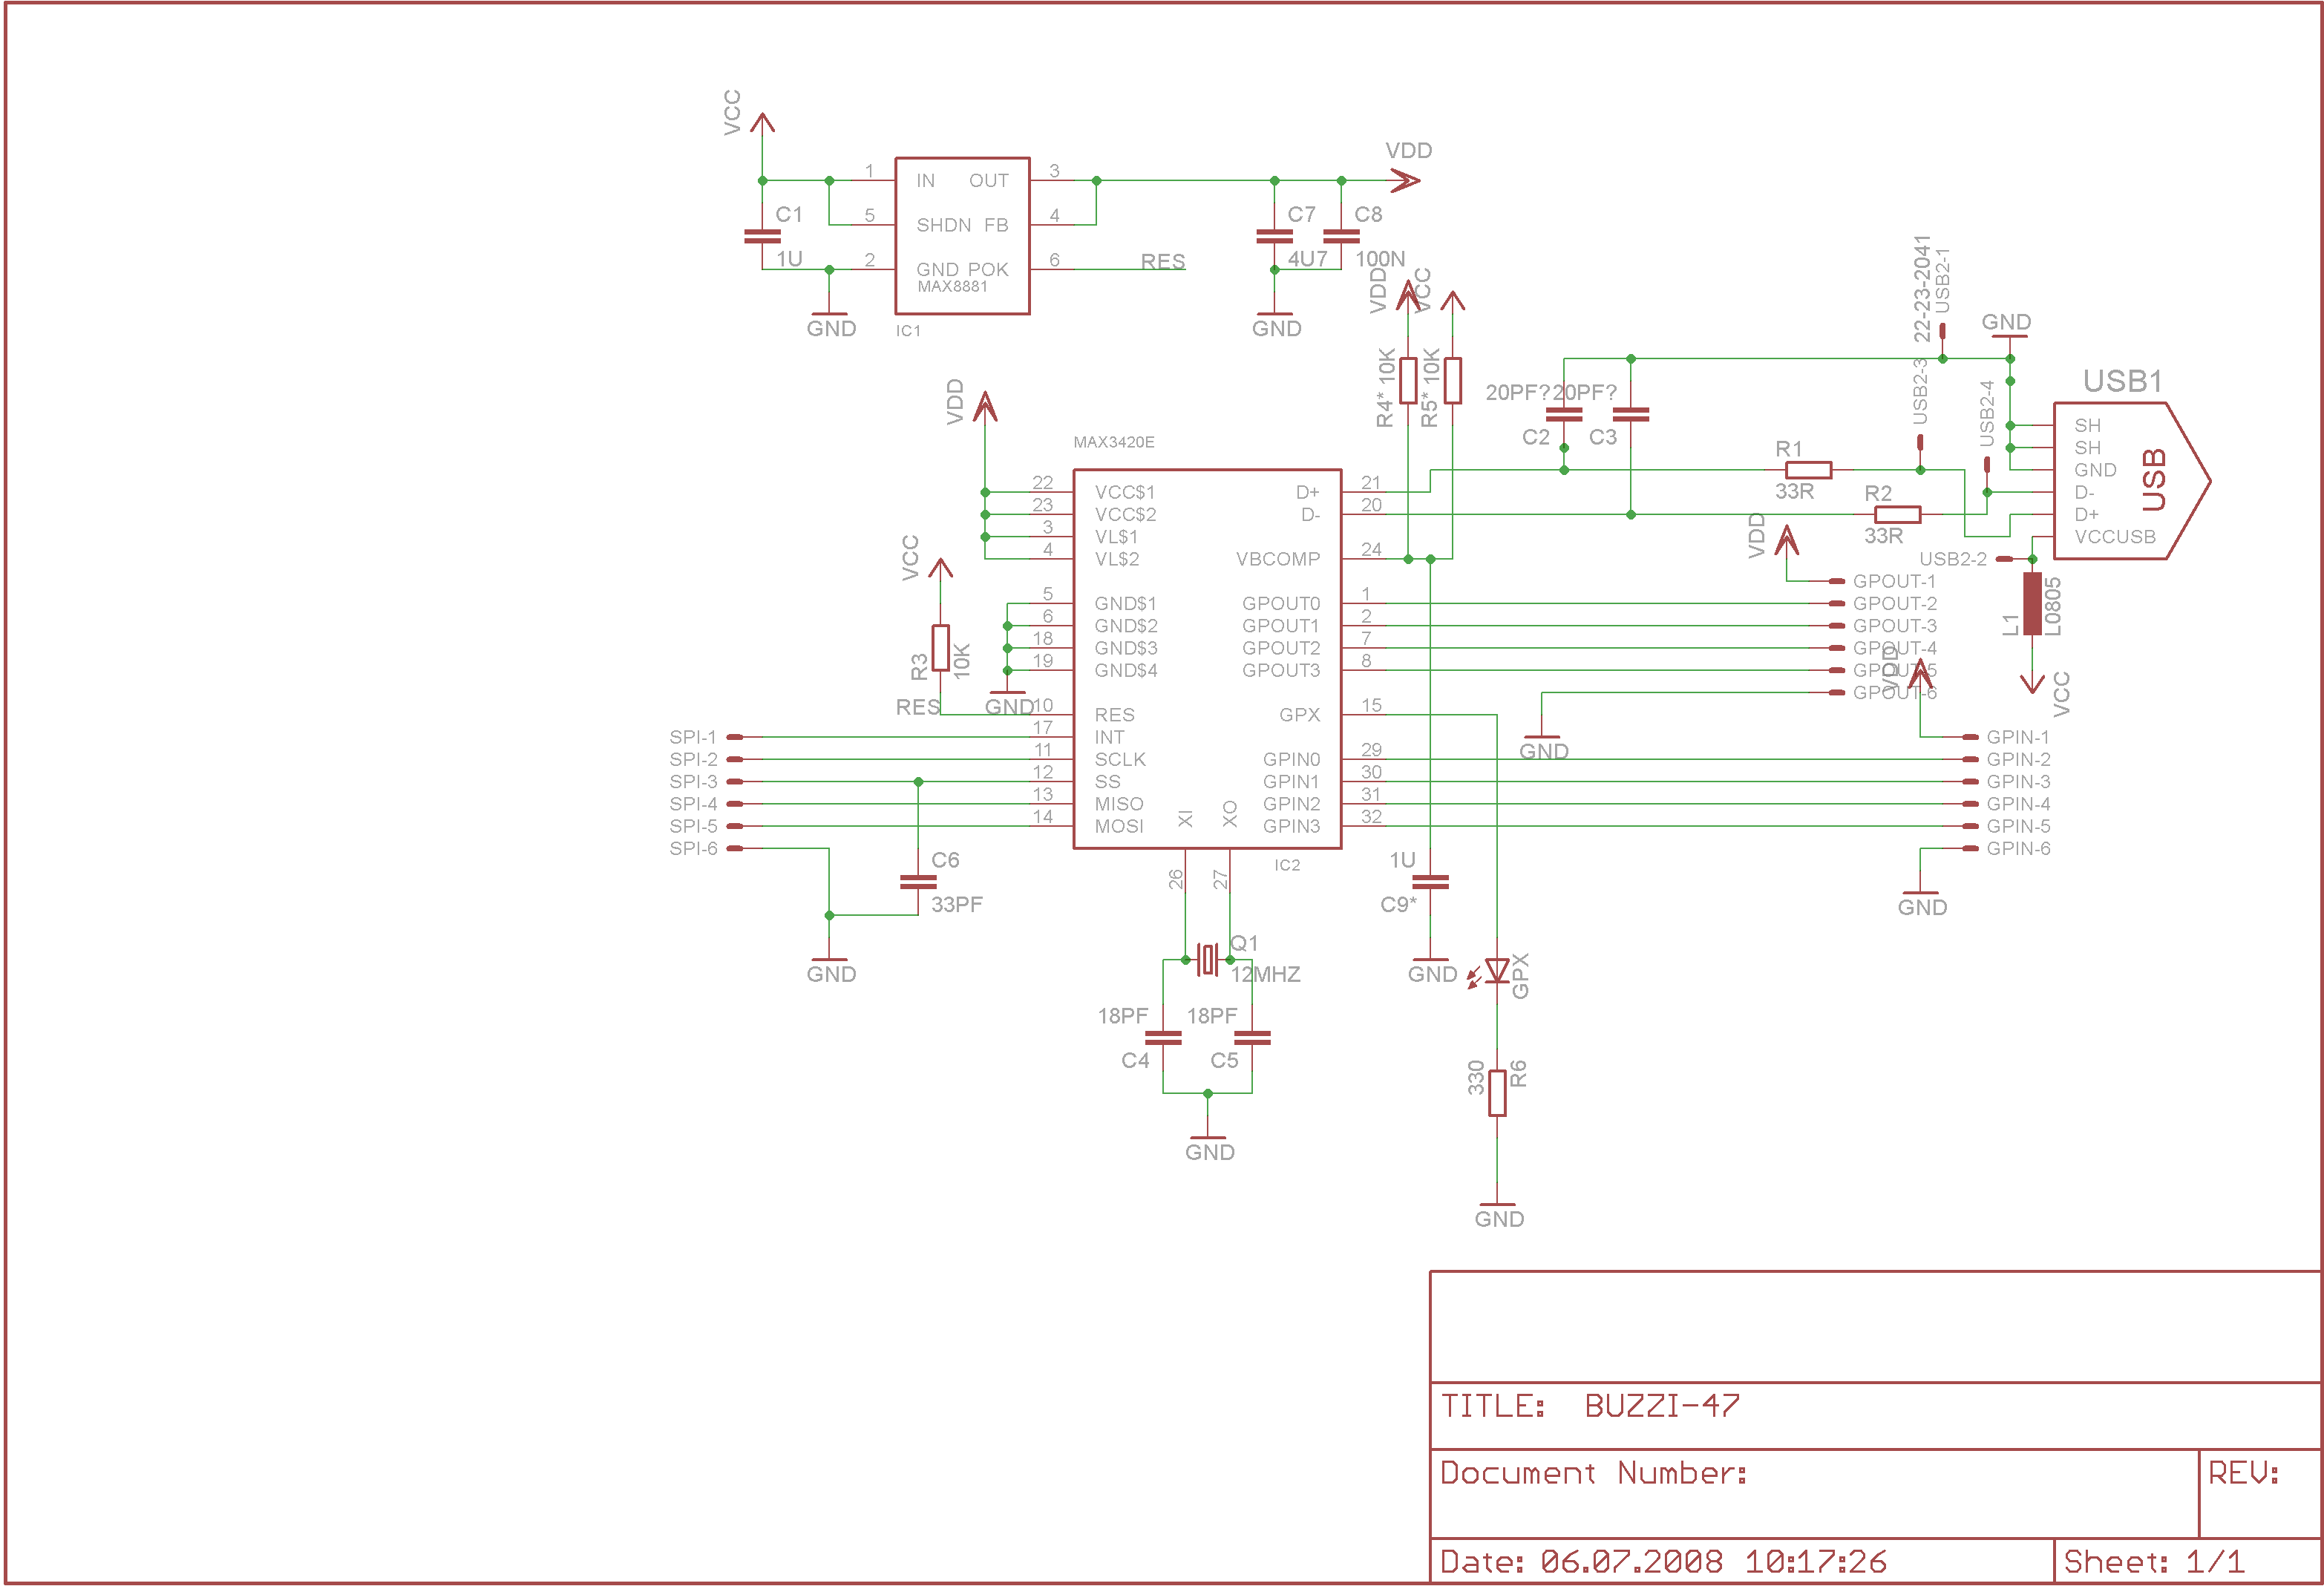 VCC
1
IN
OUT
3
VDD
C1
5
SHDN
FB
4
C7
C8
1U
2
GND
POK
6
RES
4U7
100N
MAX8881
GND
IC1
GND
VDD
VCC
R4*
10K
R5*
10K
20PF?
20PF?
C2
C3
22-23-2041
USB2-1
USB2-3
USB2-4
GND
USB1
SH
SH
GND
D-
D+
VCCUSB
USB
R1
33R
R2
33R
USB2-2
L1
L0805
VCC
VDD
MAX3420E
22 VCC$1
23 VCC$2
3 VL$1
4 VL$2
5 GND$1
6 GND$2
18 GND$3
19 GND$4
10 RES
17 INT
11 SCLK
12 SS
13 MISO
14 MOSI
D+ 21
D- 20
VBCOMP 24
GPOUT0 1
GPOUT1 2
GPOUT2 7
GPOUT3 8
GPX 15
GPIN0 29
GPIN1 30
GPIN2 31
GPIN3 32
XI
XO
26
27
IC2
VCC
R3
10K
RES
GND
VDD
GPOUT-1
GPOUT-2
GPOUT-3
GPOUT-4
GPOUT-5
GPOUT-6
GND
VDD
GPIN-1
GPIN-2
GPIN-3
GPIN-4
GPIN-5
GPIN-6
GND
SPI-1
SPI-2
SPI-3
SPI-4
SPI-5
SPI-6
C6
33PF
GND
1U
C9*
GND
Q1
12MHZ
18PF
18PF
C4
C5
GND
GPX
330
R6
GND
TITLE: BUZZI-47
Document Number:
REV:
Date: 06.07.2008 10:17:26
Sheet: 1/1